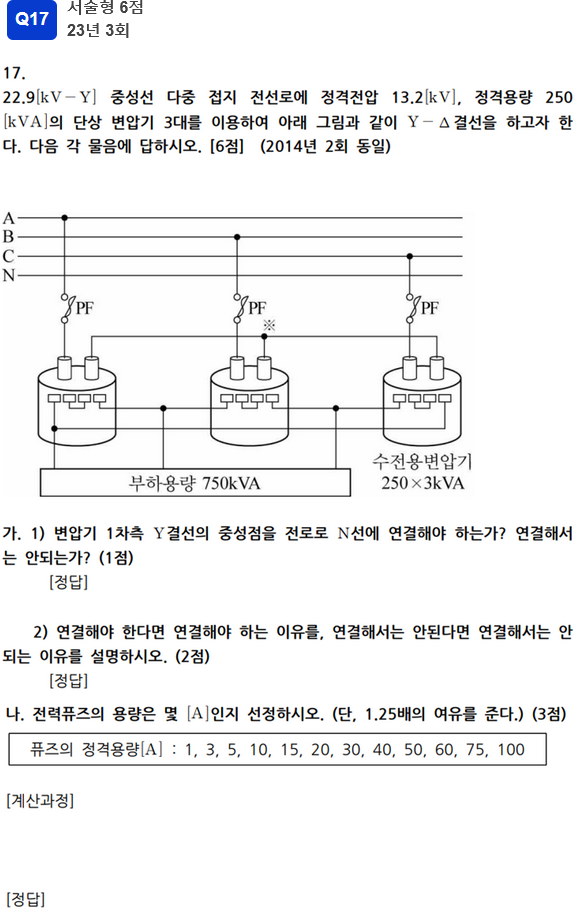 Q17
서술형 6점
23년 3회
17.
22.9[kV-Y] 중성선 다중 접지 전선로에 정격전압 13.2[kV], 정격용량 250
[kVA]의 단상 변압기 3대를 이용하여 아래 그림과 같이 Y-Δ결선을 하고자 한
다. 다음 각 물음에 답하시오. [6점] (2014년 2회 동일)
A
B
C
N
PF
PF
PF
※
수전용변압기
부하용량 750kVA
250×3kVA
가. 1) 변압기 1차측 Y결선의 중성점을 전로로 N선에 연결해야 하는가? 연결해서
는 안되는가? (1점)
[정답]
2) 연결해야 한다면 연결해야 하는 이유를, 연결해서는 안된다면 연결해서는 안
되는 이유를 설명하시오. (2점)
[정답]
나. 전력퓨즈의 용량은 몇 [A]인지 선정하시오. (단, 1.25배의 여유를 준다.) (3점)
퓨즈의 정격용량[A] : 1, 3, 5, 10, 15, 20, 30, 40, 50, 60, 75, 100
[계산과정]
[정답]